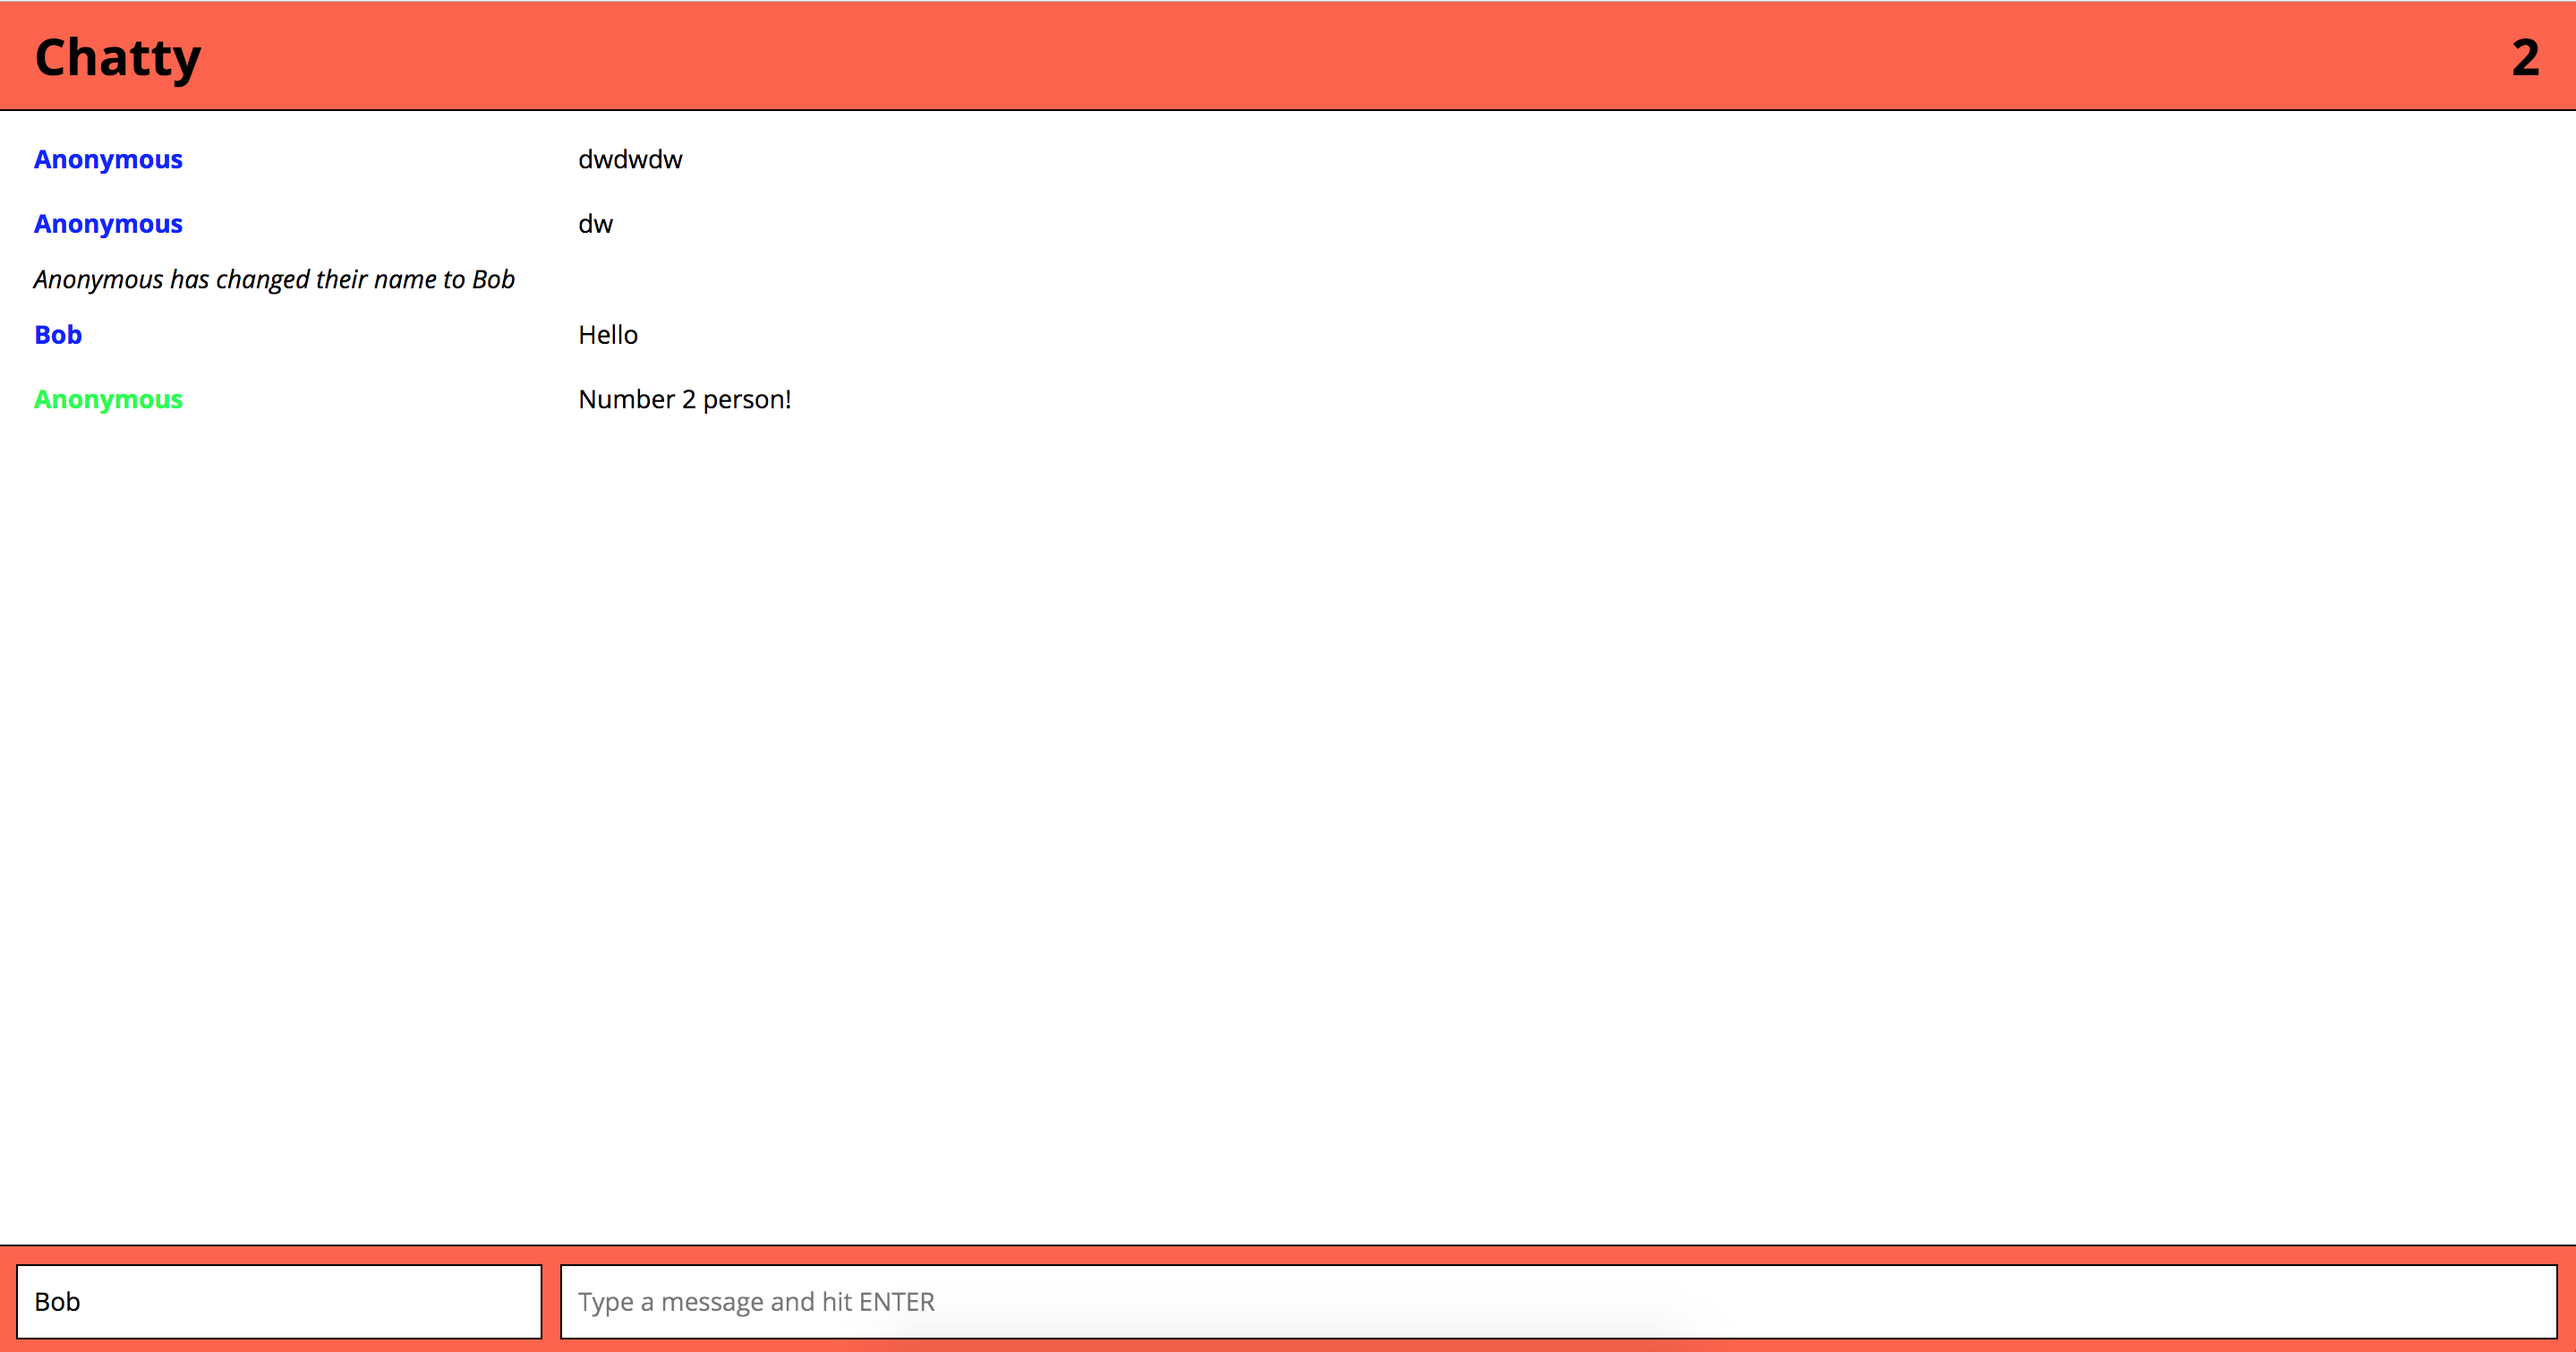 Chatty 2
Anonymous dwdwdw
Anonymous dw
Anonymous has changed their name to Bob
Bob Hello
Anonymous Number 2 person!
Bob Type a message and hit ENTER